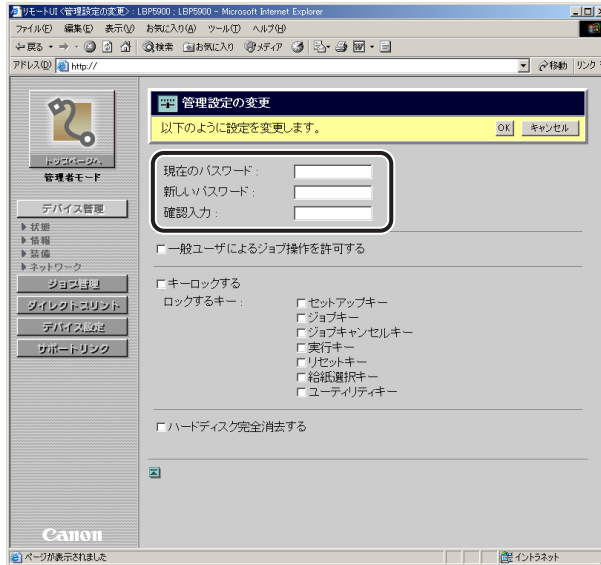 リモートUI <管理設定の変更> : LBP5900 ; LBP5900 - Microsoft Internet Explorer
ファイル(F) 編集(E) 表示(V) お気に入り(A) ツール(T) ヘルプ(H)
戻る 検索 お気に入り メディア
アドレス(D) http:// 移動 リンク
管理設定の変更
以下のように設定を変更します。 OK キャンセル
トップページへ
管理者モード
デバイス管理
状態
情報
装備
ネットワーク
ジョブ管理
ダイレクトプリント
デバイス設定
サポートリンク
現在のパスワード :
新しいパスワード :
確認入力 :
一般ユーザによるジョブ操作を許可する
キーロックする
ロックするキー :
セットアップキー
ジョブキー
ジョブキャンセルキー
実行キー
リセットキー
給紙選択キー
ユーティリティキー
ハードディスク完全消去する
Canon
ページが表示されました イントラネット